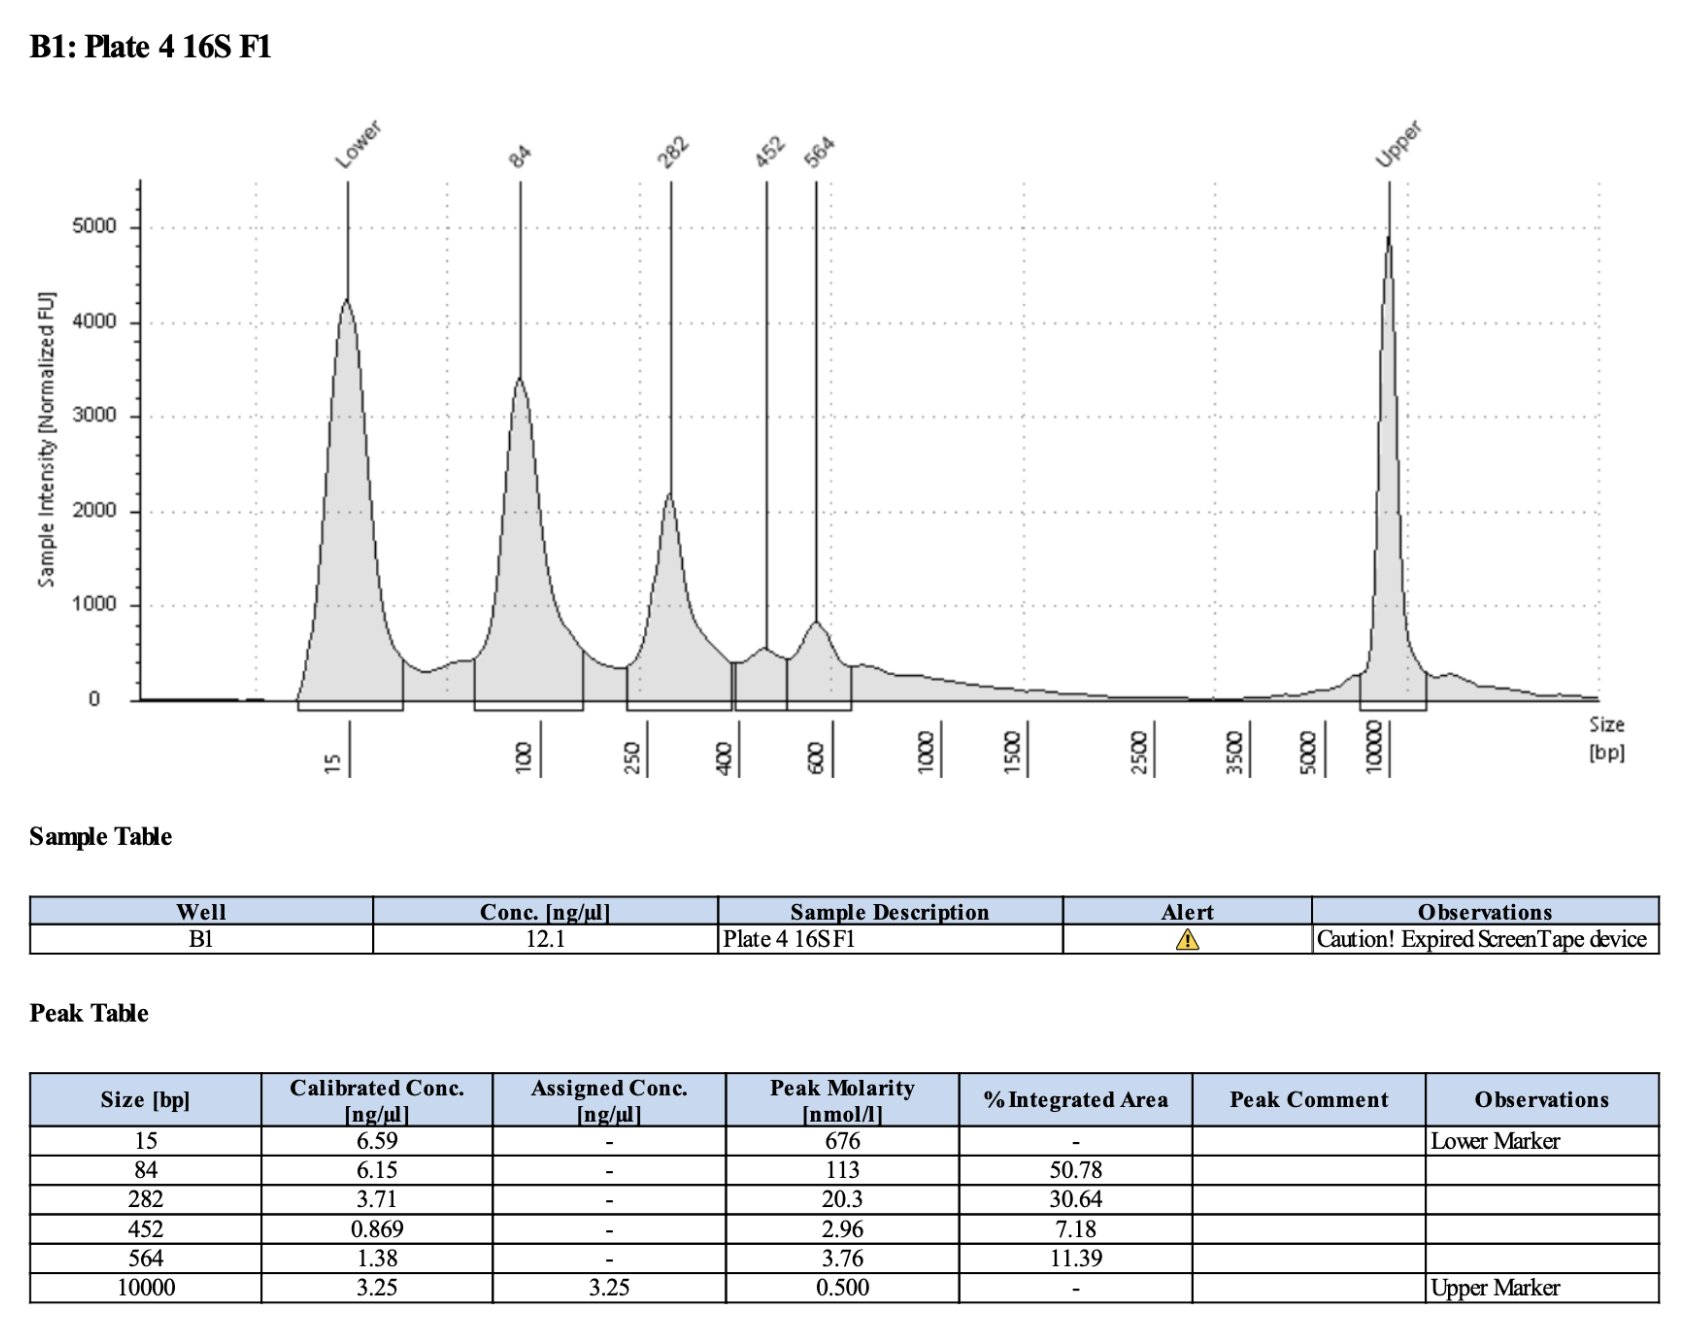 B1: Plate 4 16S F1
Lower 84 282 452 564 Upper
Sample Intensity [Normalized FU]
5000
4000
3000
2000
1000
0
15 100 250 400 600 1000 1500 2500 3500 5000 10000
Size
[bp]
Sample Table
Well Conc. [ng/µl] Sample Description Alert Observations
B1 12.1 Plate 4 16S F1 Caution! Expired ScreenTape device
Peak Table
Size [bp] Calibrated Conc. [ng/µl] Assigned Conc. [ng/µl] Peak Molarity [nmol/l] % Integrated Area Peak Comment Observations
15 6.59 - 676 - Lower Marker
84 6.15 - 113 50.78
282 3.71 - 20.3 30.64
452 0.869 - 2.96 7.18
564 1.38 - 3.76 11.39
10000 3.25 3.25 0.500 - Upper Marker